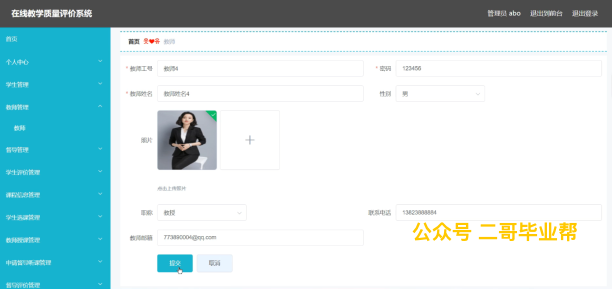 在线教学质量评价系统
管理员 abo 退出到前台 退出登录
首页
个人中心
学生管理
教师管理
教师
督导管理
学生评价管理
课程信息管理
学生选课管理
教师授课管理
申请督导听课管理
督导评价管理
首页 教师
* 教师工号 教师4
* 密码 123456
* 教师姓名 教师姓名4
性别 男
照片
点击上传照片
职称 教授
联系电话 13823888884
教师邮箱 773890004@qq.com
提交 取消
公众号 二哥毕业帮